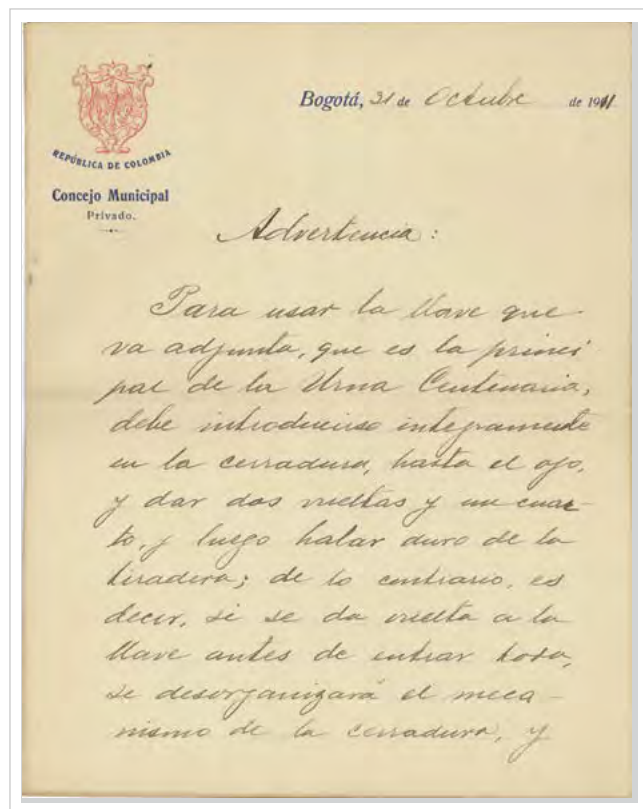 Bogotá, 31 de Octubre de 1911
REPÚBLICA DE COLOMBIA
Concejo Municipal
Privado.
Advertencia:
Para usar la llave que
va adjunta, que es la princi
pal de la Urna Centenaria,
debe introducirse integramente
en la cerradura, hasta el ojo,
y dar dos vueltas y un cuar-
to, y luego halar duro de la
tiradera; de lo contrario, es
decir, si se da vuelta a la
llave antes de entrar toda,
se desorganizará el meca-
nismo de la cerradura, y